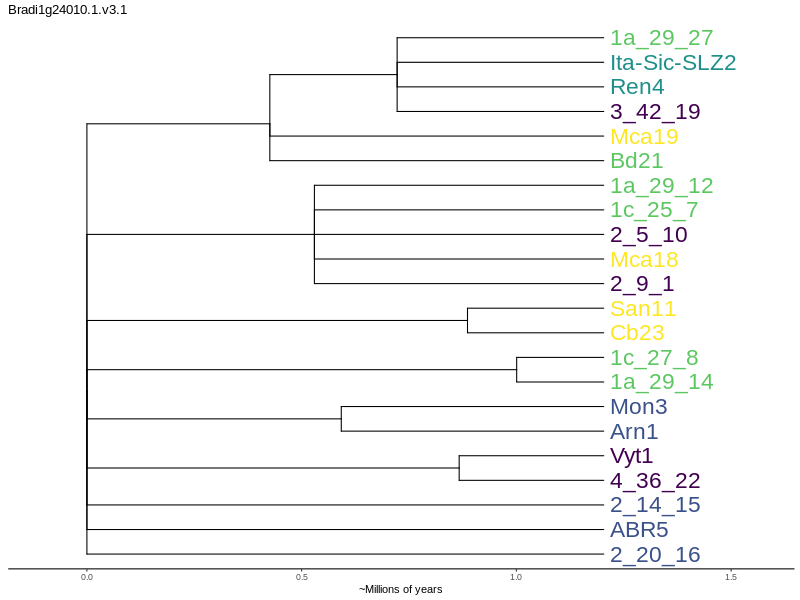 Bradi1g24010.1.v3.1
1a_29_27
Ita-Sic-SLZ2
Ren4
3_42_19
Mca19
Bd21
1a_29_12
1c_25_7
2_5_10
Mca18
2_9_1
San11
Cb23
1c_27_8
1a_29_14
Mon3
Arn1
Vyt1
4_36_22
2_14_15
ABR5
2_20_16
0.0 0.5 1.0 1.5
~Millions of years